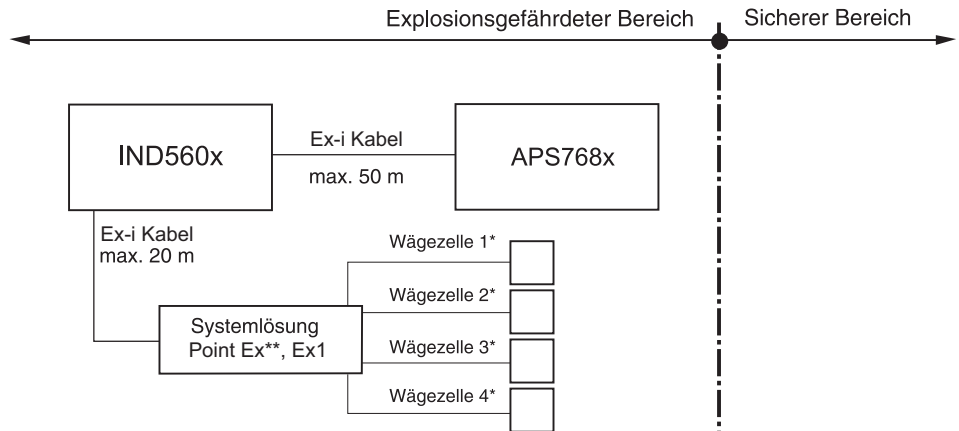 Explosionsgefährdeter Bereich
Sicherer Bereich
IND560x
Ex-i Kabel
max. 50 m
APS768x
Ex-i Kabel
max. 20 m
Systemlösung
Point Ex**, Ex1
Wägezelle 1*
Wägezelle 2*
Wägezelle 3*
Wägezelle 4*